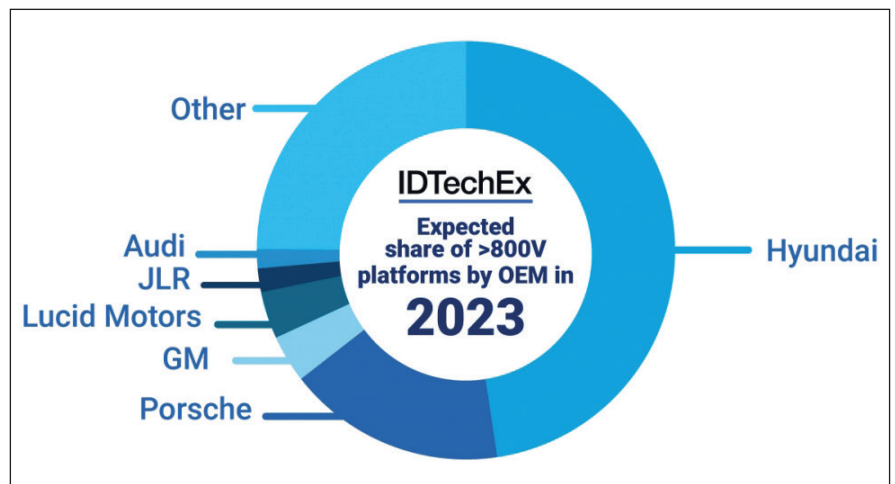 Other
Audi
JLR
Lucid Motors
GM
Porsche
IDTechEx
Expected
share of >800V
platforms by OEM in
2023
Hyundai